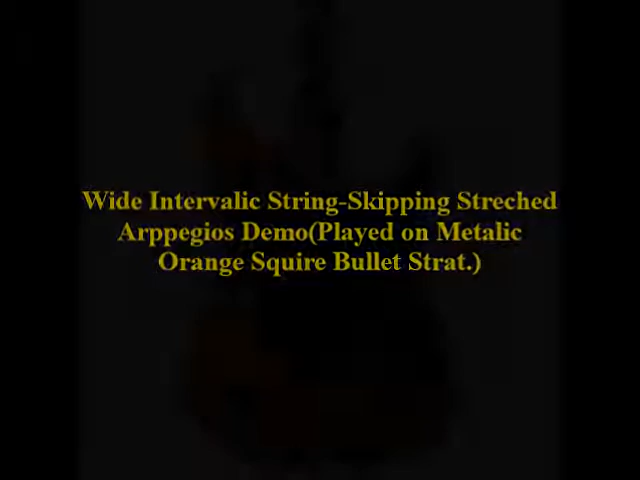 Wide Intervalic String-Skipping Streched
Arppegios Demo(Played on Metalic
Orange Squire Bullet Strat.)